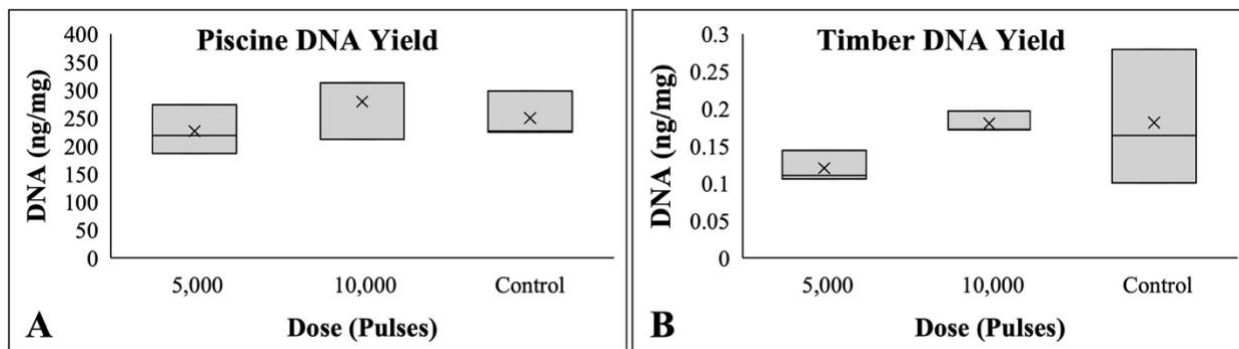 Piscine DNA Yield
DNA (ng/mg)
400
350
300
250
200
150
100
50
0
5,000 10,000 Control
Dose (Pulses)
A
Timber DNA Yield
DNA (ng/mg)
0.3
0.25
0.2
0.15
0.1
0.05
0
5,000 10,000 Control
Dose (Pulses)
B